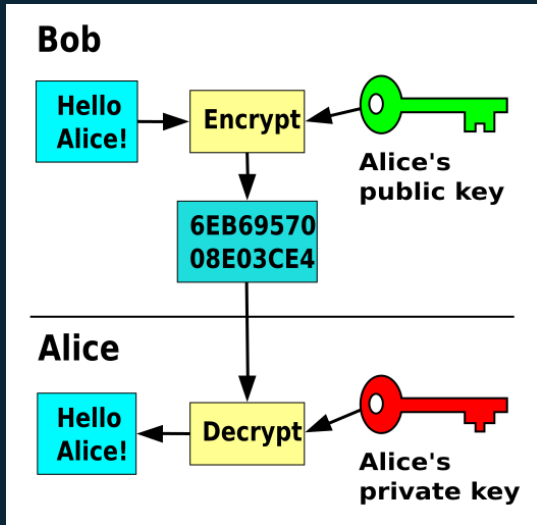 Bob
Hello
Alice!
Encrypt
Alice's
public key
6EB69570
08E03CE4
Alice
Hello
Alice!
Decrypt
Alice's
private key